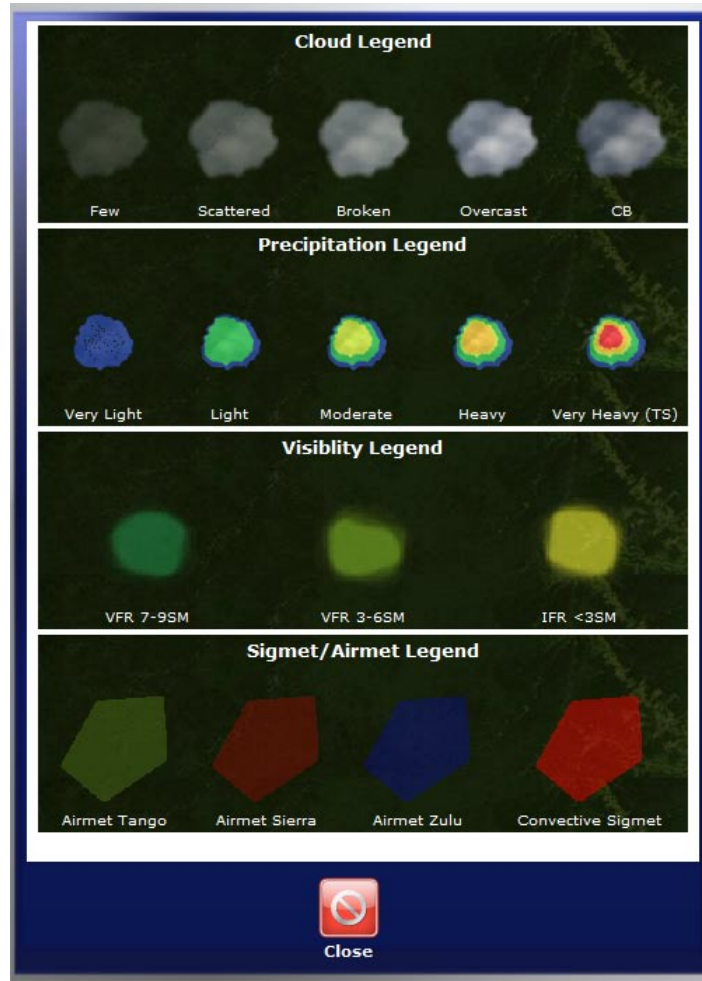 Cloud Legend
Few Scattered Broken Overcast CB
Precipitation Legend
Very Light Light Moderate Heavy Very Heavy (TS)
Visiblity Legend
VFR 7-9SM VFR 3-6SM IFR <3SM
Sigmet/Airmet Legend
Airmet Tango Airmet Sierra Airmet Zulu Convective Sigmet
Close